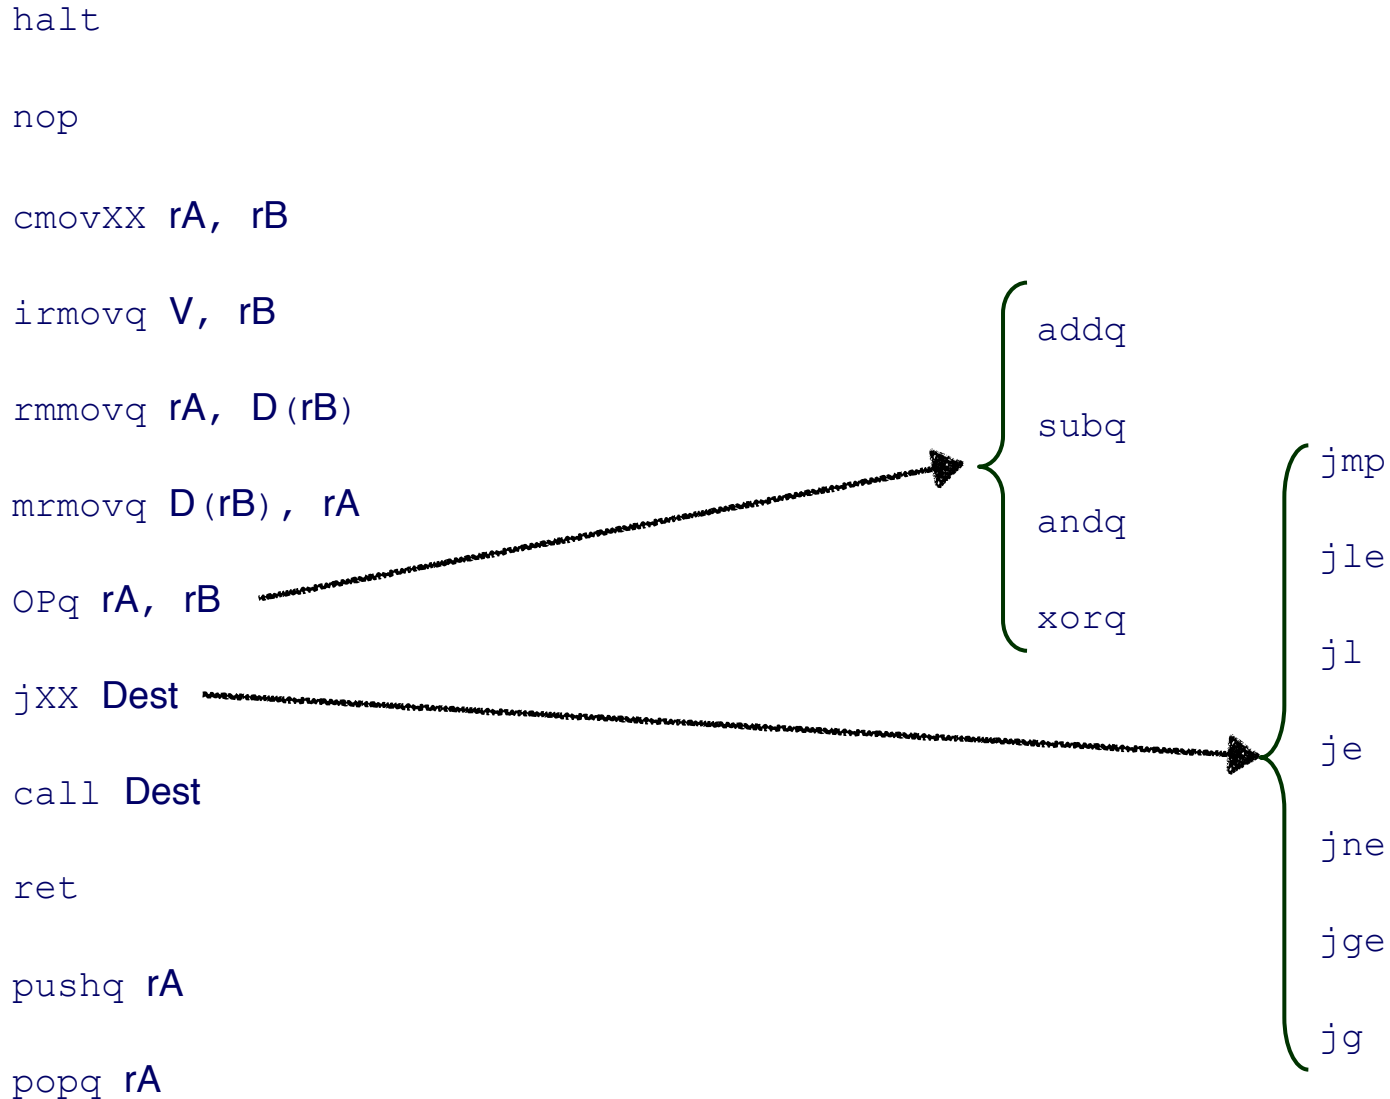 halt
nop
cmovXX rA, rB
irmovq V, rB
rmmovq rA, D(rB)
mrmovq D(rB), rA
OPq rA, rB
jXX Dest
call Dest
ret
pushq rA
popq rA
addq
subq
andq
xorq
jmp
jle
jl
je
jne
jge
jg